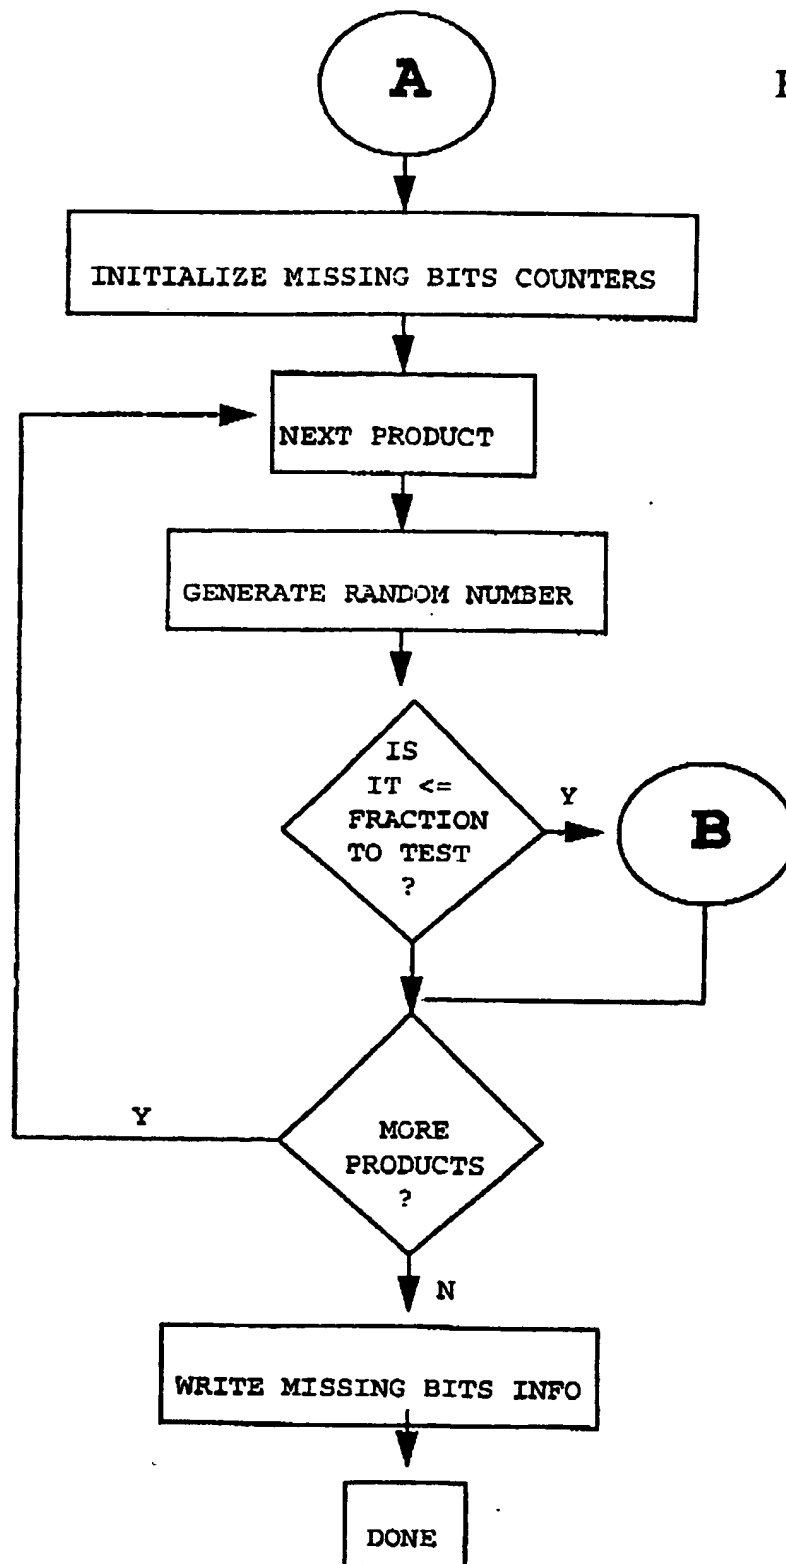 A
INITIALIZE MISSING BITS COUNTERS
NEXT PRODUCT
GENERATE RANDOM NUMBER
IS
IT <=
FRACTION
TO TEST
?
Y
B
Y
MORE
PRODUCTS
?
N
WRITE MISSING BITS INFO
DONE